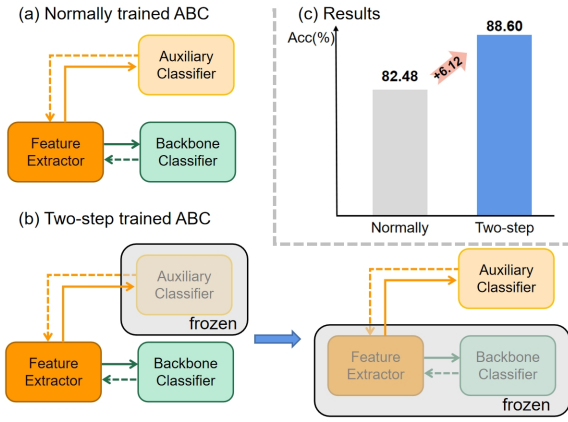 (a) Normally trained ABC
Auxiliary
Classifier
Feature
Extractor
Backbone
Classifier
(c) Results
Acc(%)
88.60
+6.12
82.48
Normally
Two-step
(b) Two-step trained ABC
Auxiliary
Classifier
frozen
Feature
Extractor
Backbone
Classifier
Auxiliary
Classifier
Feature
Extractor
Backbone
Classifier
frozen